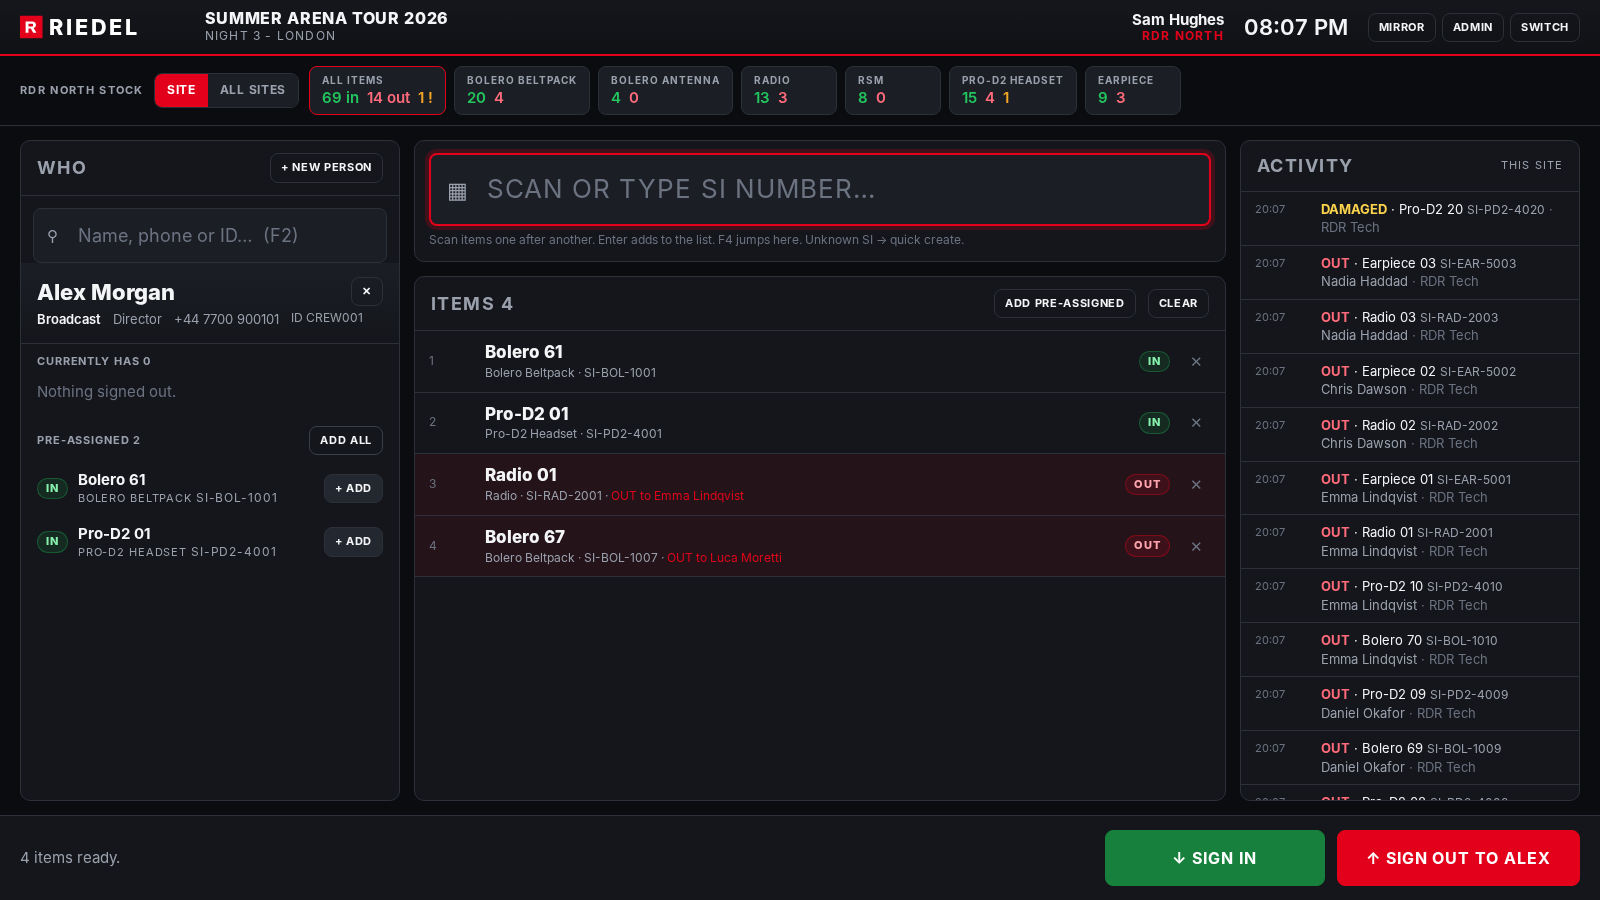 R RIEDEL
SUMMER ARENA TOUR 2026
NIGHT 3 - LONDON
Sam Hughes
RDR NORTH
08:07 PM
MIRROR
ADMIN
SWITCH
RDR NORTH STOCK
SITE
ALL SITES
ALL ITEMS
69 in 14 out 1 !
BOLERO BELTPACK
20 4
BOLERO ANTENNA
4 0
RADIO
13 3
RSM
8 0
PRO-D2 HEADSET
15 4 1
EARPIECE
9 3
WHO
+ NEW PERSON
Name, phone or ID... (F2)
Alex Morgan
×
Broadcast Director +44 7700 900101 ID CREW001
CURRENTLY HAS 0
Nothing signed out.
PRE-ASSIGNED 2
ADD ALL
IN
Bolero 61
BOLERO BELTPACK SI-BOL-1001
+ ADD
IN
Pro-D2 01
PRO-D2 HEADSET SI-PD2-4001
+ ADD
SCAN OR TYPE SI NUMBER...
Scan items one after another. Enter adds to the list. F4 jumps here. Unknown SI → quick create.
ITEMS 4
ADD PRE-ASSIGNED
CLEAR
1
Bolero 61
Bolero Beltpack · SI-BOL-1001
IN ×
2
Pro-D2 01
Pro-D2 Headset · SI-PD2-4001
IN ×
3
Radio 01
Radio · SI-RAD-2001 · OUT to Emma Lindqvist
OUT ×
4
Bolero 67
Bolero Beltpack · SI-BOL-1007 · OUT to Luca Moretti
OUT ×
ACTIVITY
THIS SITE
20:07 DAMAGED · Pro-D2 20 SI-PD2-4020 ·
RDR Tech
20:07 OUT · Earpiece 03 SI-EAR-5003
Nadia Haddad · RDR Tech
20:07 OUT · Radio 03 SI-RAD-2003
Nadia Haddad · RDR Tech
20:07 OUT · Earpiece 02 SI-EAR-5002
Chris Dawson · RDR Tech
20:07 OUT · Radio 02 SI-RAD-2002
Chris Dawson · RDR Tech
20:07 OUT · Earpiece 01 SI-EAR-5001
Emma Lindqvist · RDR Tech
20:07 OUT · Radio 01 SI-RAD-2001
Emma Lindqvist · RDR Tech
20:07 OUT · Pro-D2 10 SI-PD2-4010
Emma Lindqvist · RDR Tech
20:07 OUT · Bolero 70 SI-BOL-1010
Emma Lindqvist · RDR Tech
20:07 OUT · Pro-D2 09 SI-PD2-4009
Daniel Okafor · RDR Tech
20:07 OUT · Bolero 69 SI-BOL-1009
Daniel Okafor · RDR Tech
4 items ready.
↓ SIGN IN
↑ SIGN OUT TO ALEX